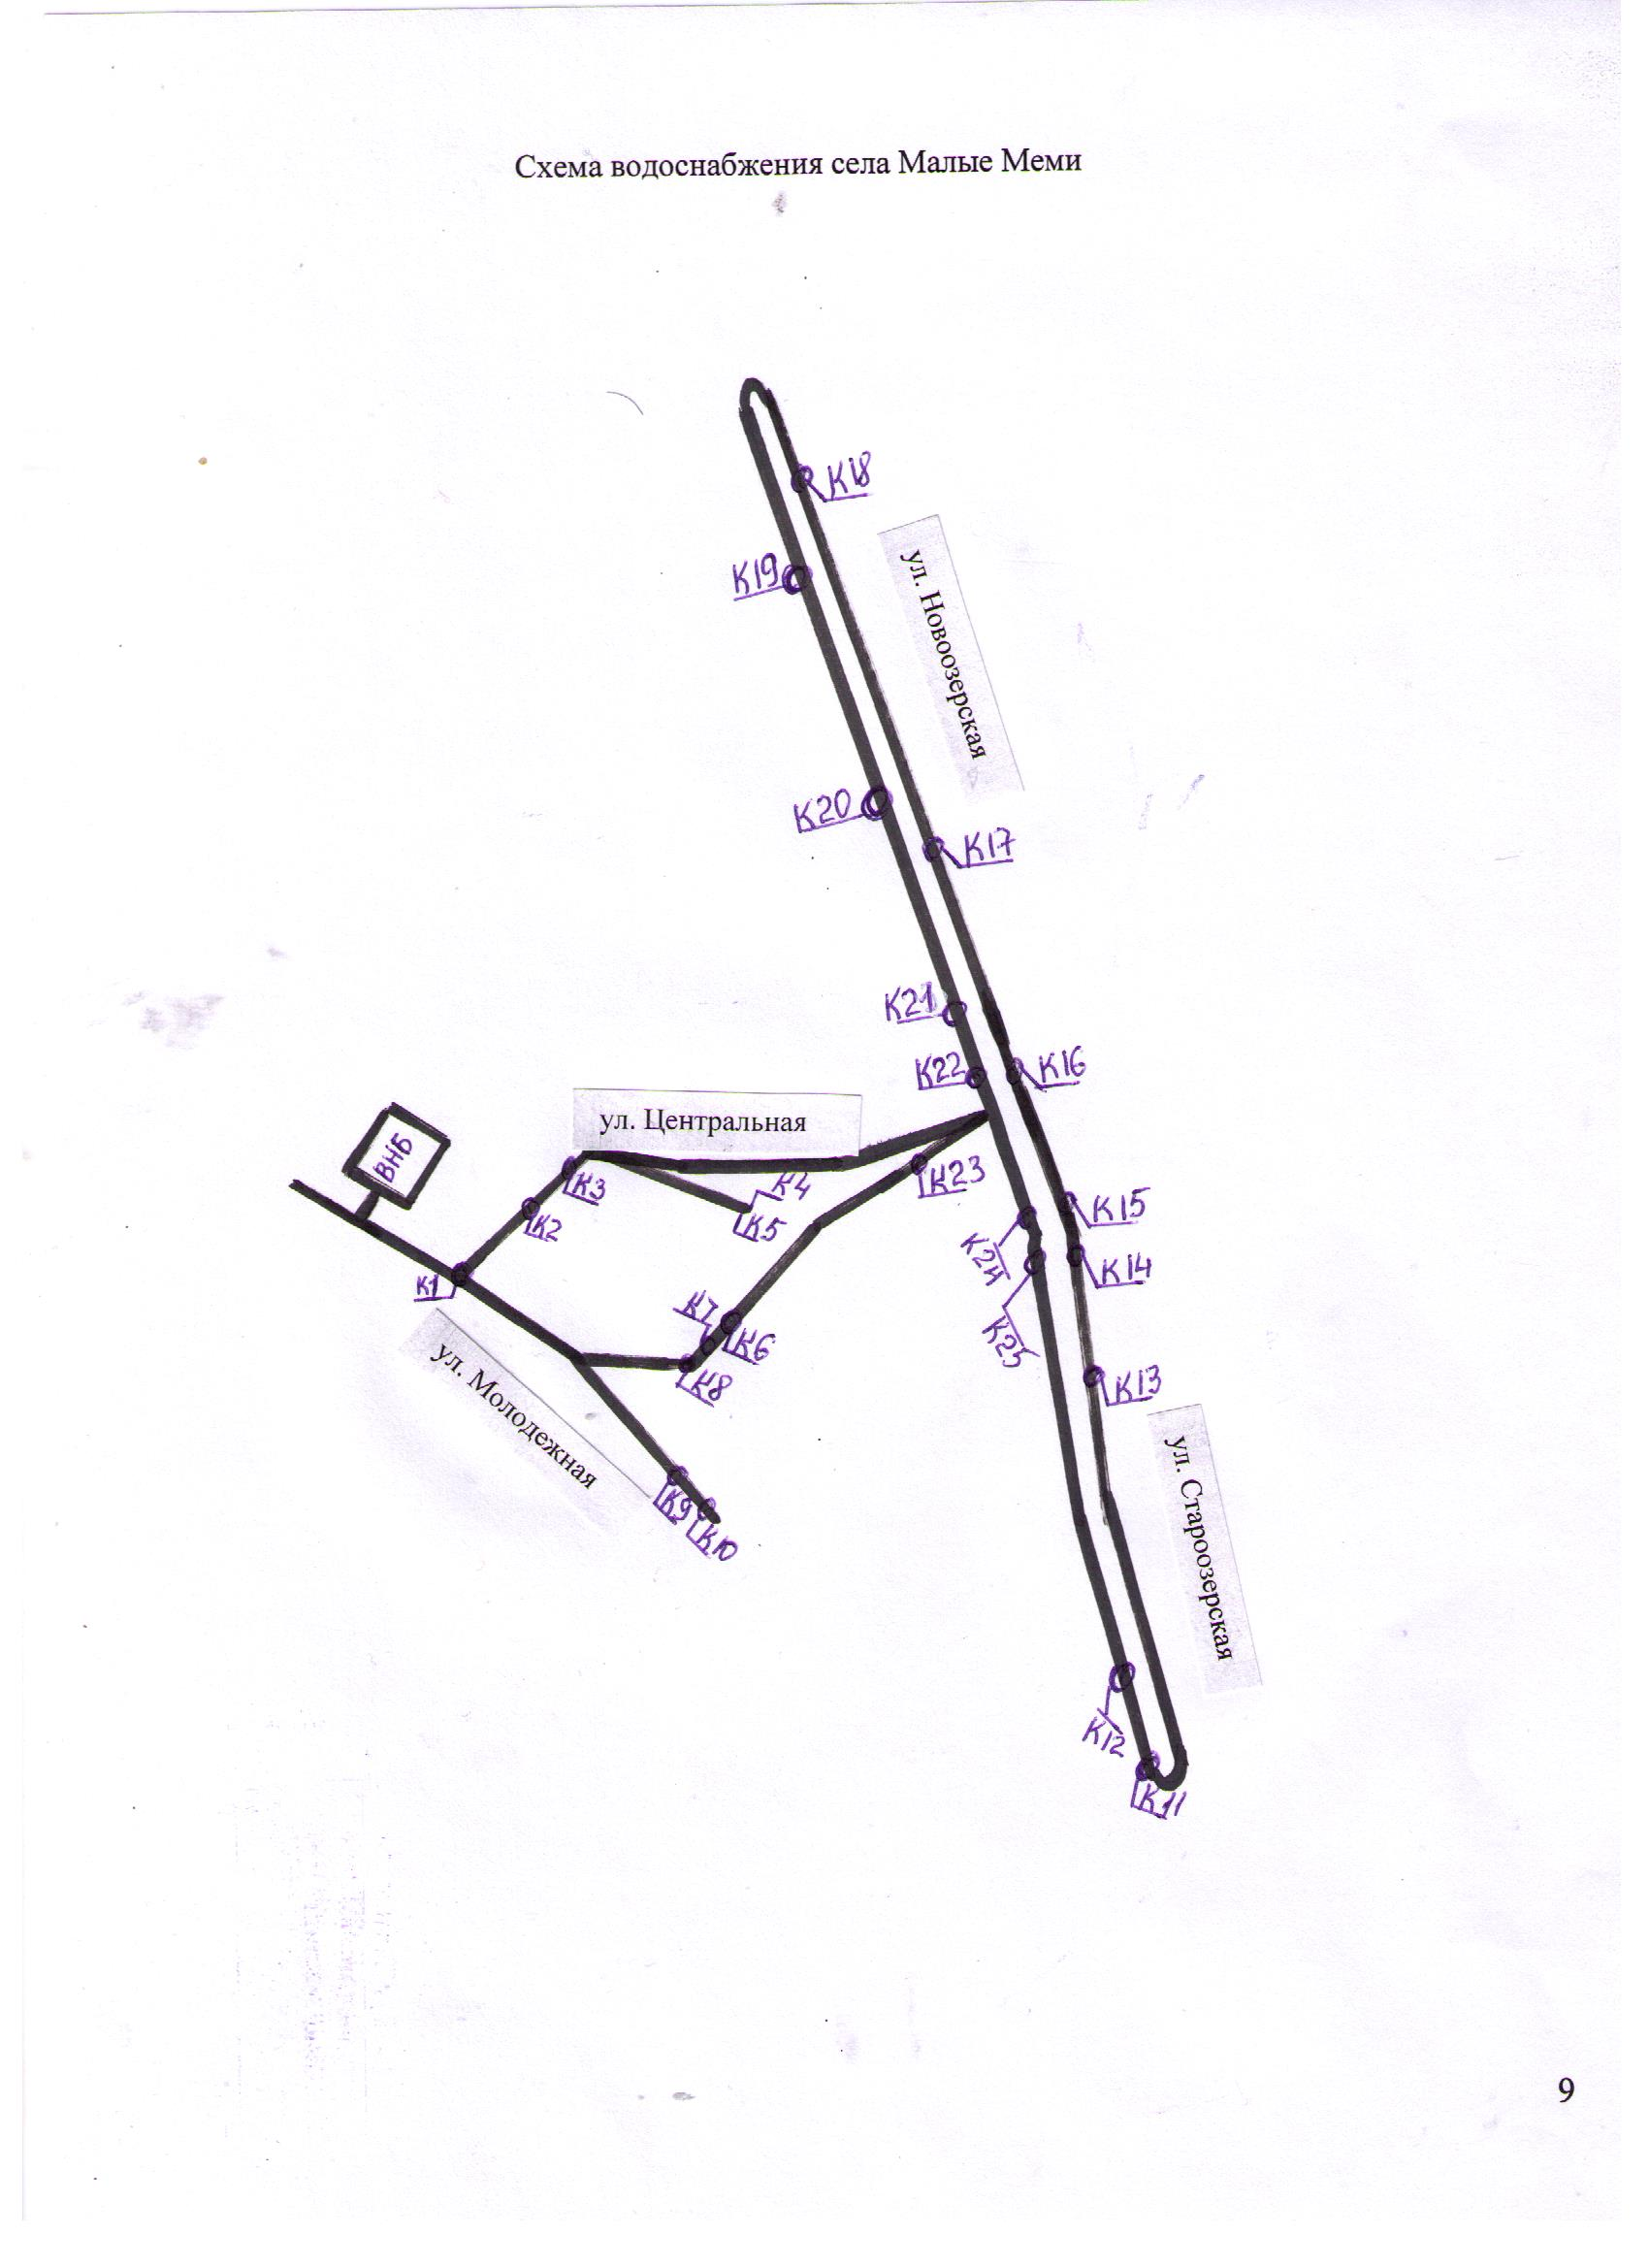 Схема водоснабжения села Малые Меми
К18
К19
ул. Новоозерская
К20
К17
К21
К22
К16
ул. Центральная
ВНБ
К3
К4
К23
К2
К5
К15
К24
К14
К1
К7
К6
К25
К8
К13
ул. Молодежная
К9
К10
ул. Староозерская
К12
К11
9